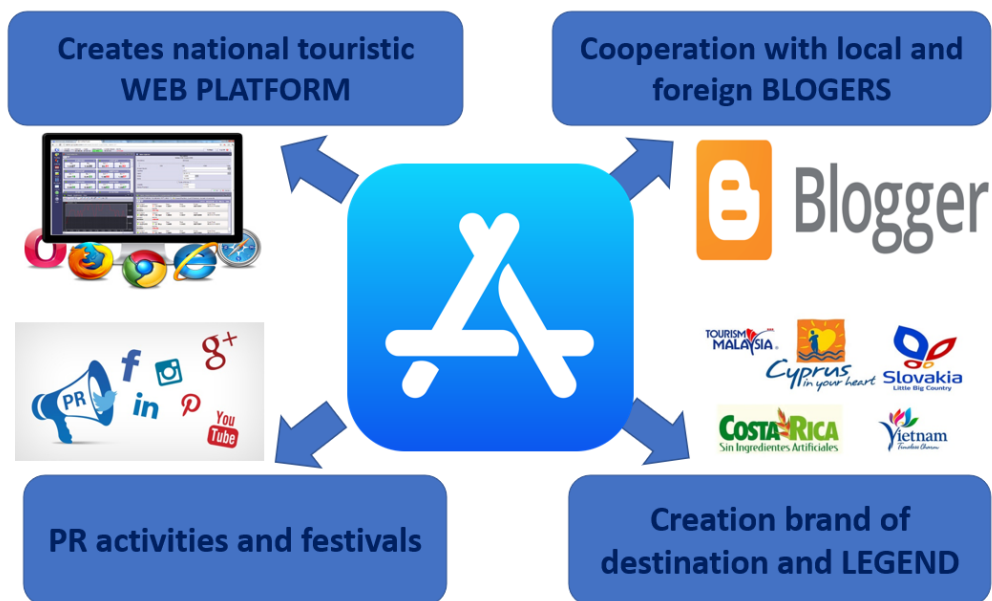 Creates national touristic
WEB PLATFORM
Cooperation with local and
foreign BLOGERS
Blogger
PR
f
g+
in
You
Tube
TOURISM
MALAYSIA
Cyprus
in your heart
Slovakia
Little Big Country
COSTA RICA
Sin Ingredientes Artificiales
Vietnam
Timeless Charm
PR activities and festivals
Creation brand of
destination and LEGEND